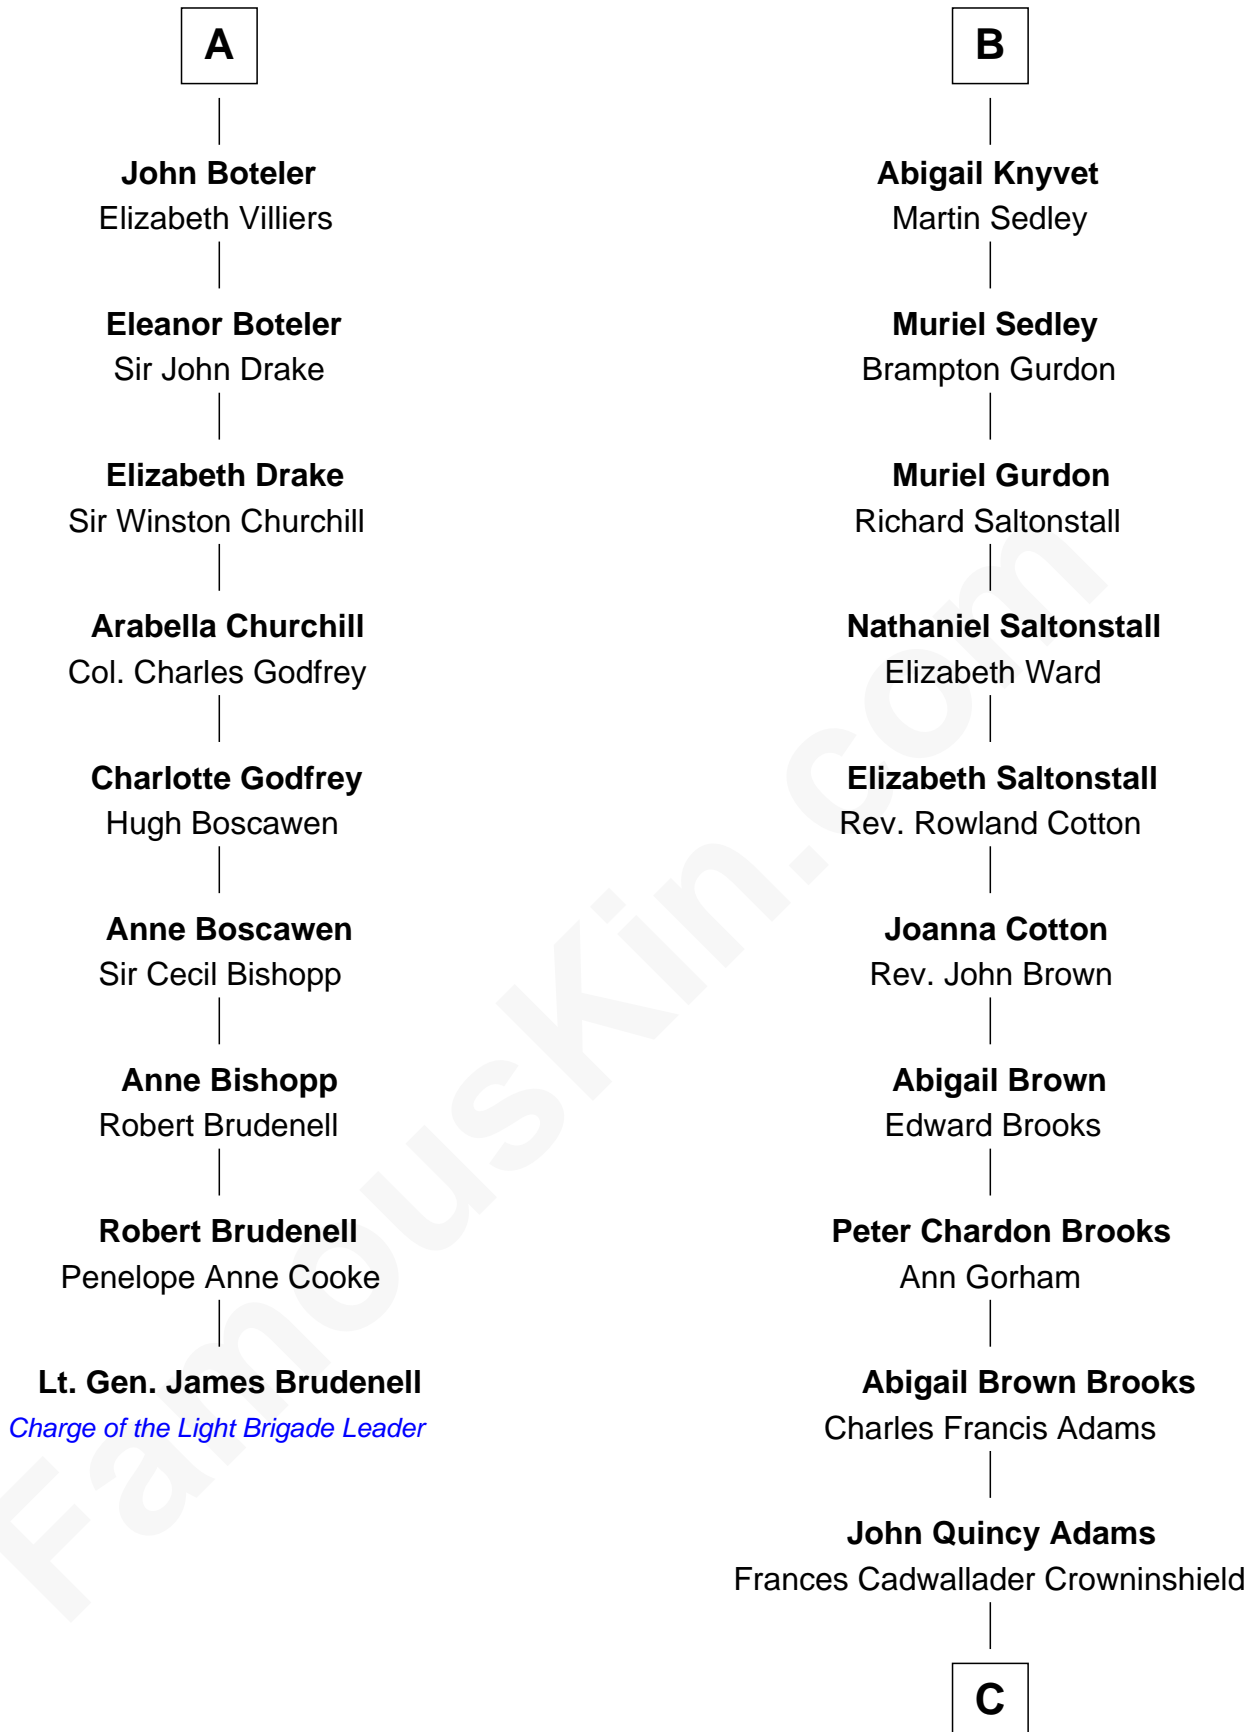 A
John Boteler
Elizabeth Villiers
Eleanor Boteler
Sir John Drake
Elizabeth Drake
Sir Winston Churchill
Arabella Churchill
Col. Charles Godfrey
Charlotte Godfrey
Hugh Boscawen
Anne Boscawen
Sir Cecil Bishopp
Anne Bishopp
Robert Brudenell
Robert Brudenell
Penelope Anne Cooke
Lt. Gen. James Brudenell
Charge of the Light Brigade Leader
B
Abigail Knyvet
Martin Sedley
Muriel Sedley
Brampton Gurdon
Muriel Gurdon
Richard Saltonstall
Nathaniel Saltonstall
Elizabeth Ward
Elizabeth Saltonstall
Rev. Rowland Cotton
Joanna Cotton
Rev. John Brown
Abigail Brown
Edward Brooks
Peter Chardon Brooks
Ann Gorham
Abigail Brown Brooks
Charles Francis Adams
John Quincy Adams
Frances Cadwallader Crowninshield
C
FamousKin.com